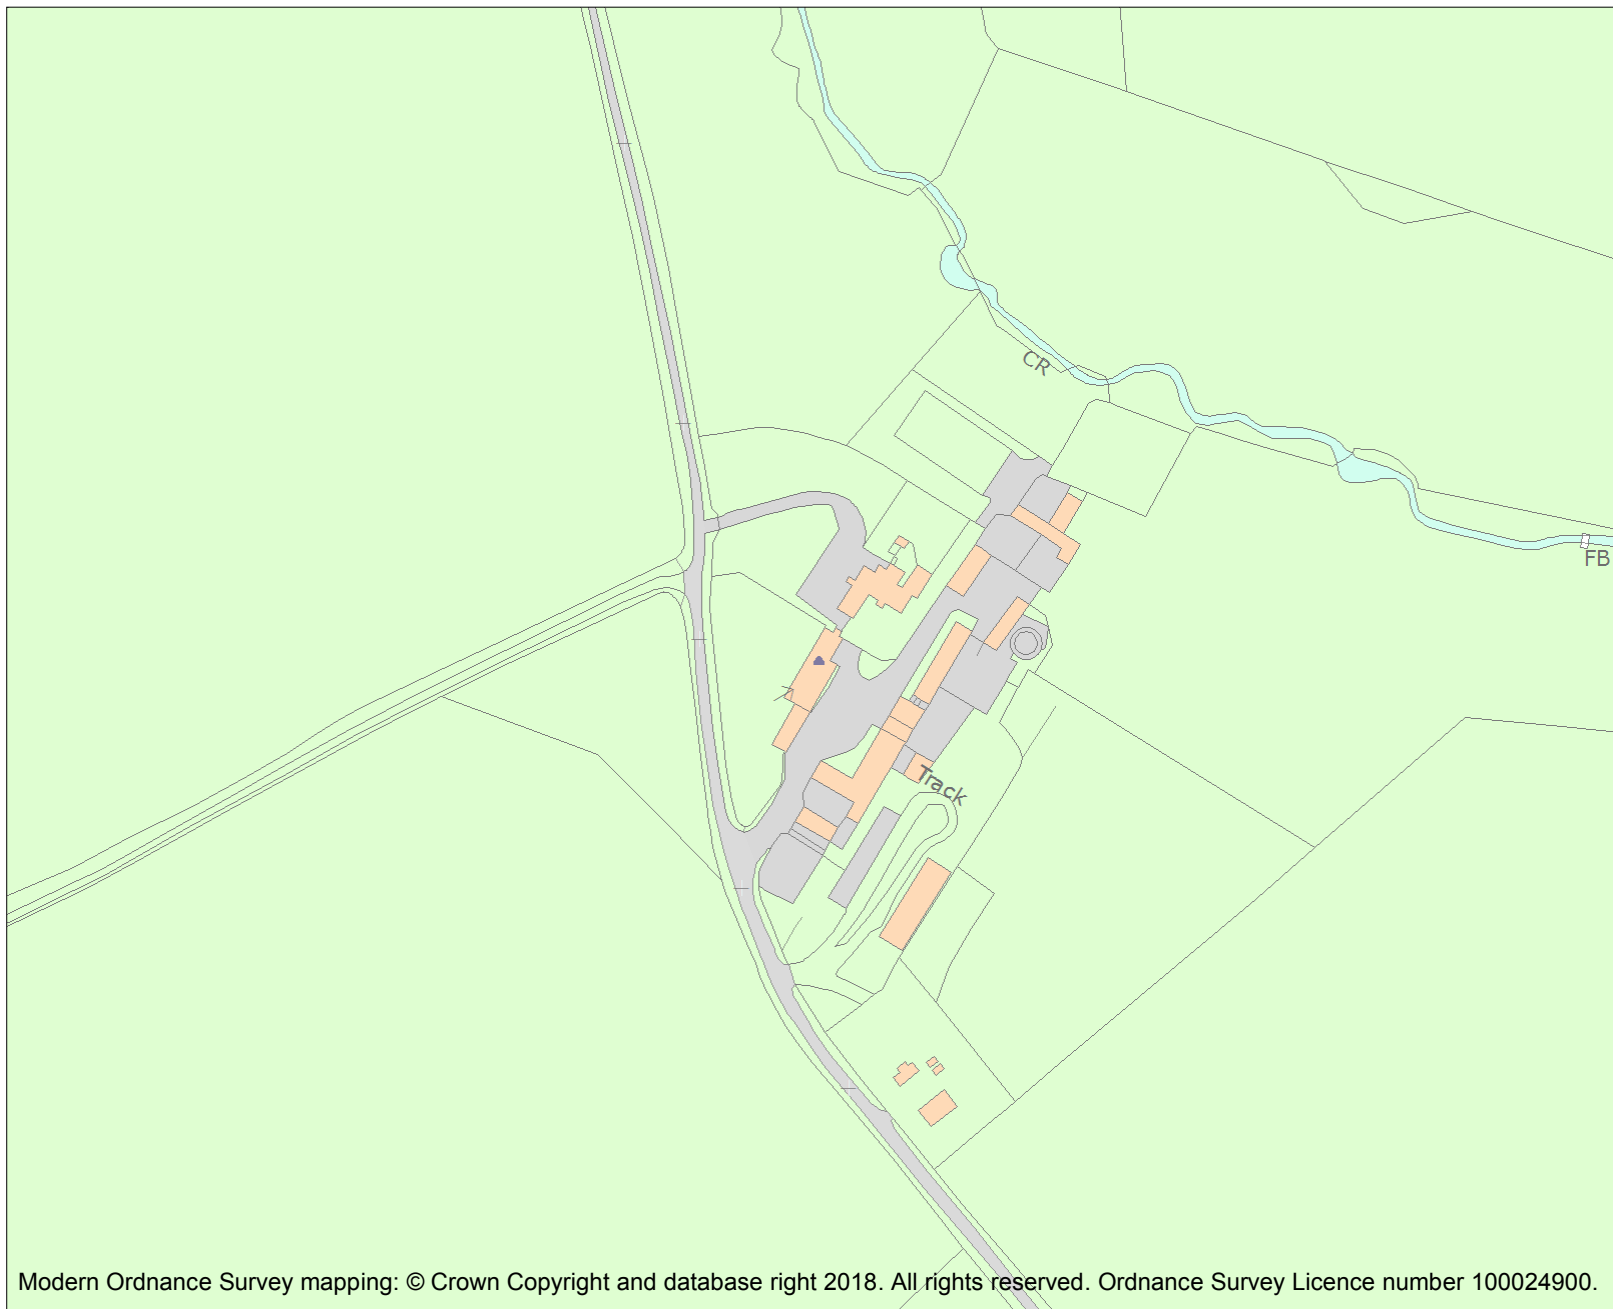 CR
FB
7
Track
Modern Ordnance Survey mapping: © Crown Copyright and database right 2018. All rights reserved. Ordnance Survey Licence number 100024900.